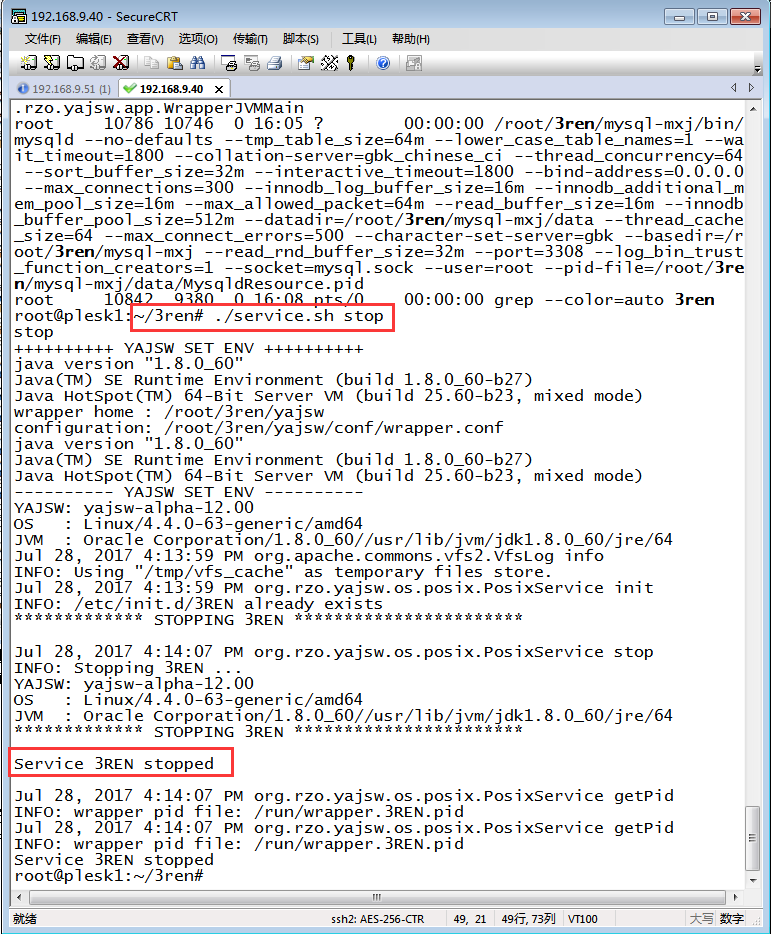 192.168.9.40 - SecureCRT
文件(F) 编辑(E) 查看(V) 选项(O) 传输(T) 脚本(S) 工具(L) 帮助(H)
192.168.9.51 (1) 192.168.9.40
.rzo.yajsw.app.WrapperJVMMain
root     10786 10746  0 16:05 ?        00:00:00 /root/3ren/mysql-mxj/bin/
mysqld --no-defaults --tmp_table_size=64m --lower_case_table_names=1 --wa
it_timeout=1800 --collation-server=gbk_chinese_ci --thread_concurrency=64
 --sort_buffer_size=32m --interactive_timeout=1800 --bind-address=0.0.0.0
 --max_connections=300 --innodb_log_buffer_size=16m --innodb_additional_m
em_pool_size=16m --max_allowed_packet=64m --read_buffer_size=16m --innodb
_buffer_pool_size=512m --datadir=/root/3ren/mysql-mxj/data --thread_cache
_size=64 --max_connect_errors=500 --character-set-server=gbk --basedir=/r
oot/3ren/mysql-mxj --read_rnd_buffer_size=32m --port=3308 --log_bin_trust
_function_creators=1 --socket=mysql.sock --user=root --pid-file=/root/3re
n/mysql-mxj/data/MysqldResource.pid
root     10842  9380  0 16:08 pts/0    00:00:00 grep --color=auto 3ren
root@plesk1:~/3ren# ./service.sh stop
stop
++++++++++ YAJSW SET ENV ++++++++++
java version "1.8.0_60"
Java(TM) SE Runtime Environment (build 1.8.0_60-b27)
Java HotSpot(TM) 64-Bit Server VM (build 25.60-b23, mixed mode)
wrapper home : /root/3ren/yajsw
configuration: /root/3ren/yajsw/conf/wrapper.conf
java version "1.8.0_60"
Java(TM) SE Runtime Environment (build 1.8.0_60-b27)
Java HotSpot(TM) 64-Bit Server VM (build 25.60-b23, mixed mode)
---------- YAJSW SET ENV ----------
YAJSW: yajsw-alpha-12.00
OS   : Linux/4.4.0-63-generic/amd64
JVM  : Oracle Corporation/1.8.0_60//usr/lib/jvm/jdk1.8.0_60/jre/64
Jul 28, 2017 4:13:59 PM org.apache.commons.vfs2.VfsLog info
INFO: Using "/tmp/vfs_cache" as temporary files store.
Jul 28, 2017 4:13:59 PM org.rzo.yajsw.os.posix.PosixService init
INFO: /etc/init.d/3REN already exists
************* STOPPING 3REN ***********************
Jul 28, 2017 4:14:07 PM org.rzo.yajsw.os.posix.PosixService stop
INFO: Stopping 3REN ...
YAJSW: yajsw-alpha-12.00
OS   : Linux/4.4.0-63-generic/amd64
JVM  : Oracle Corporation/1.8.0_60//usr/lib/jvm/jdk1.8.0_60/jre/64
************* STOPPING 3REN ***********************
Service 3REN stopped
Jul 28, 2017 4:14:07 PM org.rzo.yajsw.os.posix.PosixService getPid
INFO: wrapper pid file: /run/wrapper.3REN.pid
Jul 28, 2017 4:14:07 PM org.rzo.yajsw.os.posix.PosixService getPid
INFO: wrapper pid file: /run/wrapper.3REN.pid
Service 3REN stopped
root@plesk1:~/3ren#
就绪 ssh2: AES-256-CTR 49, 21 49行, 73列 VT100 大写 数字